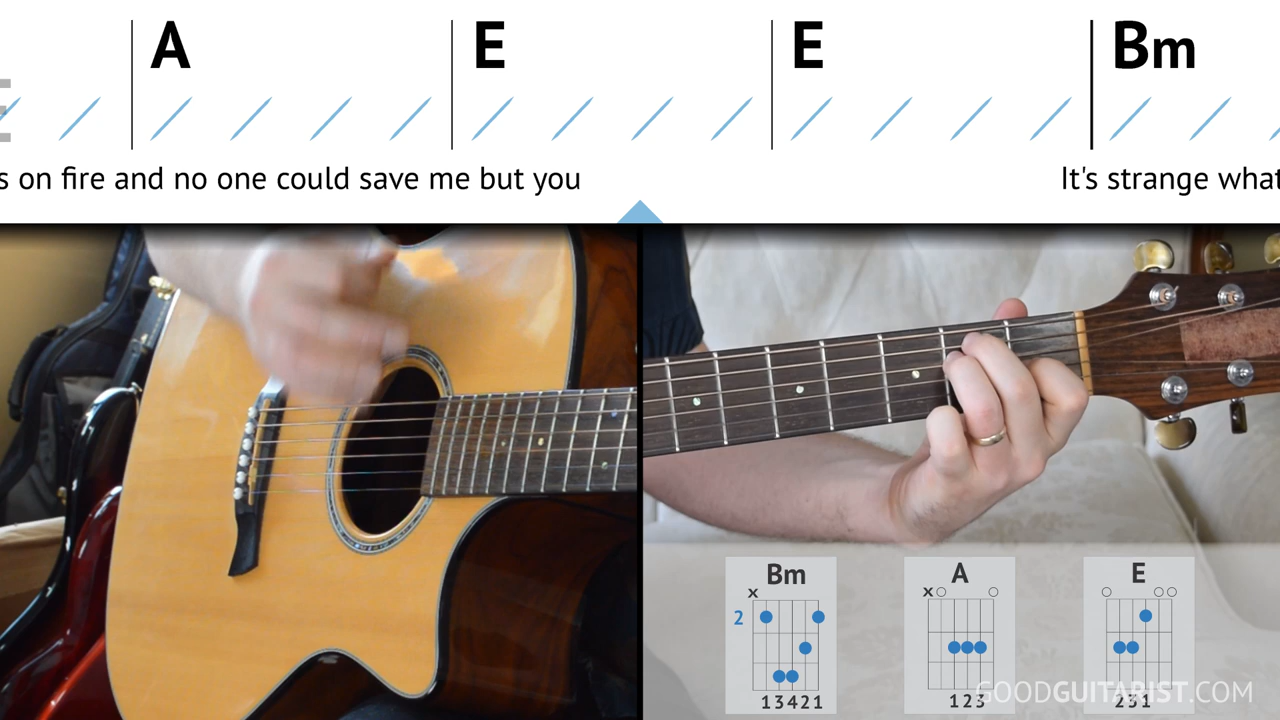 A E E Bm
s on fire and no one could save me but you It's strange what
Bm A E
x x
2
13421 123 231
GOODGUITARIST.COM